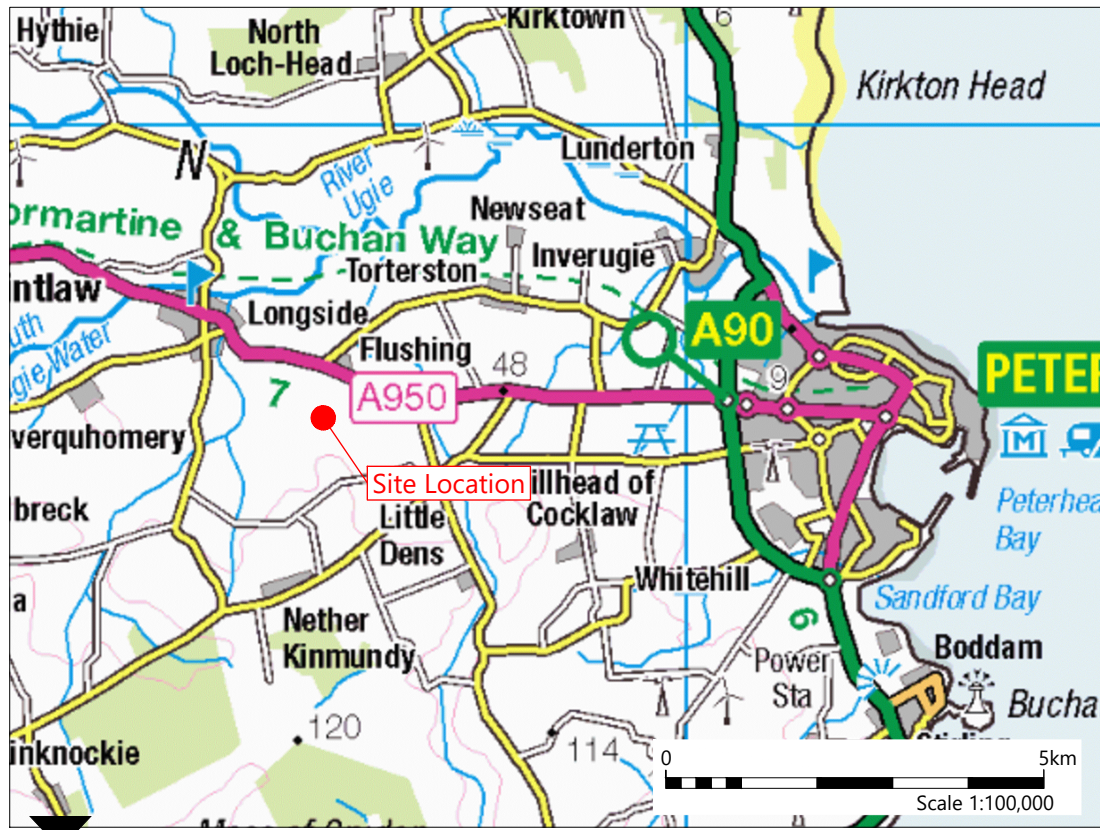 Hythie
North
Loch-Head
Kirktown
6
Kirkton Head
N
River
Ugie
Lunderton
ormartine & Buchan Way
Newseat
Inverugie
Torterston
ntlaw
Longside
A90
Flushing
uth
gie Water
48
9
PETER
7
A950
verquhomery
Site Location
illhead of
Cocklaw
Peterhea
Bay
lbreck
Little
Dens
Whitehill
Sandford Bay
a
6
Nether
Kinmundy
Boddam
Power
Sta
Bucha
120
114
inknockie
Stirling
0
5km
Scale 1:100,000